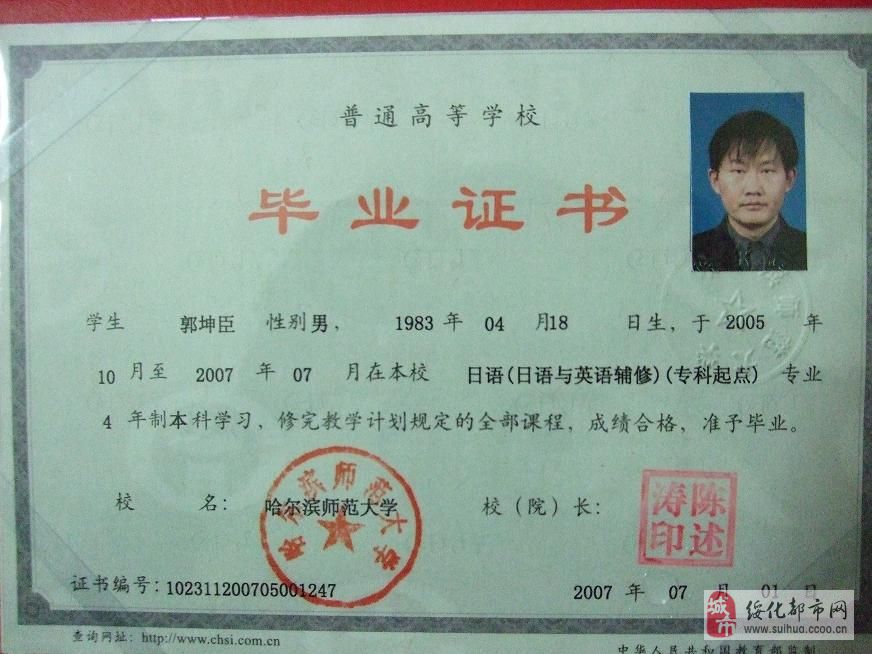 普通高等学校
毕业证书
学生 郭坤臣 性别 男， 1983 年 04 月18 日生，于 2005 年
10 月至 2007 年 07 月在本校 日语(日语与英语辅修)(专科起点) 专业
4 年制本科学习，修完教学计划规定的全部课程，成绩合格，准予毕业。
校 名： 哈尔滨师范大学 校（院）长：
哈尔滨师范大学
陈述涛印
证书编号：102311200705001247 2007 年 07 月 01 日
查询网址：http://www.chsi.com.cn
中华人民共和国教育部监制
城市 绥化都市网
www.suihua.ccoo.cn